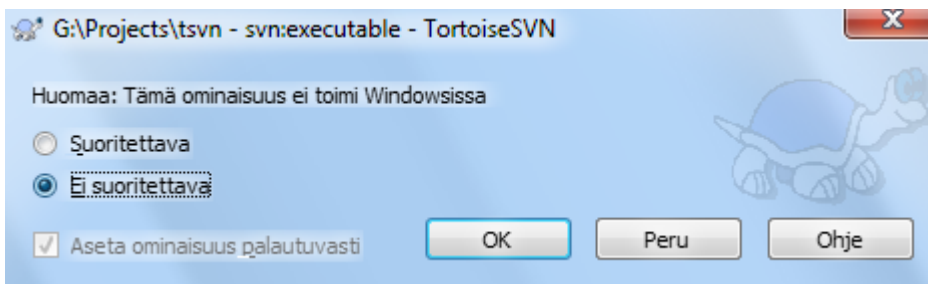 G:\Projects\tsvn - svn:executable - TortoiseSVN
Huomaa: Tämä ominaisuus ei toimi Windowsissa
Suoritettava
Ei suoritettava
Aseta ominaisuus palautuvasti
OK
Peru
Ohje